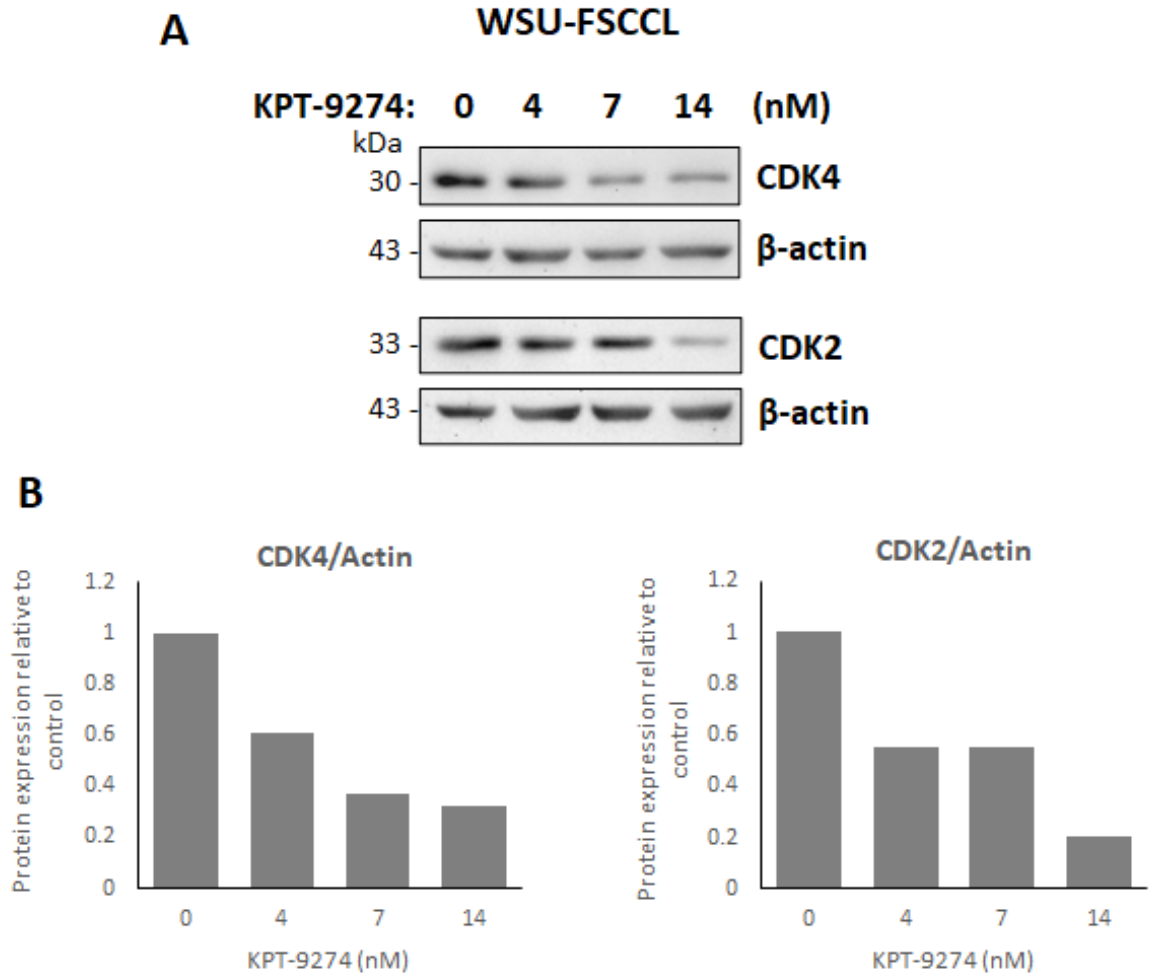 A
WSU-FSCCL
KPT-9274: 0 4 7 14 (nM)
kDa
30 - CDK4
43 - β-actin
33 - CDK2
43 - β-actin
B
CDK4/Actin
Protein expression relative to
control
1.2
1
0.8
0.6
0.4
0.2
0
0 4 7 14
KPT-9274 (nM)
CDK2/Actin
Protein expression relative to
control
1.2
1
0.8
0.6
0.4
0.2
0
0 4 7 14
KPT-9274 (nM)